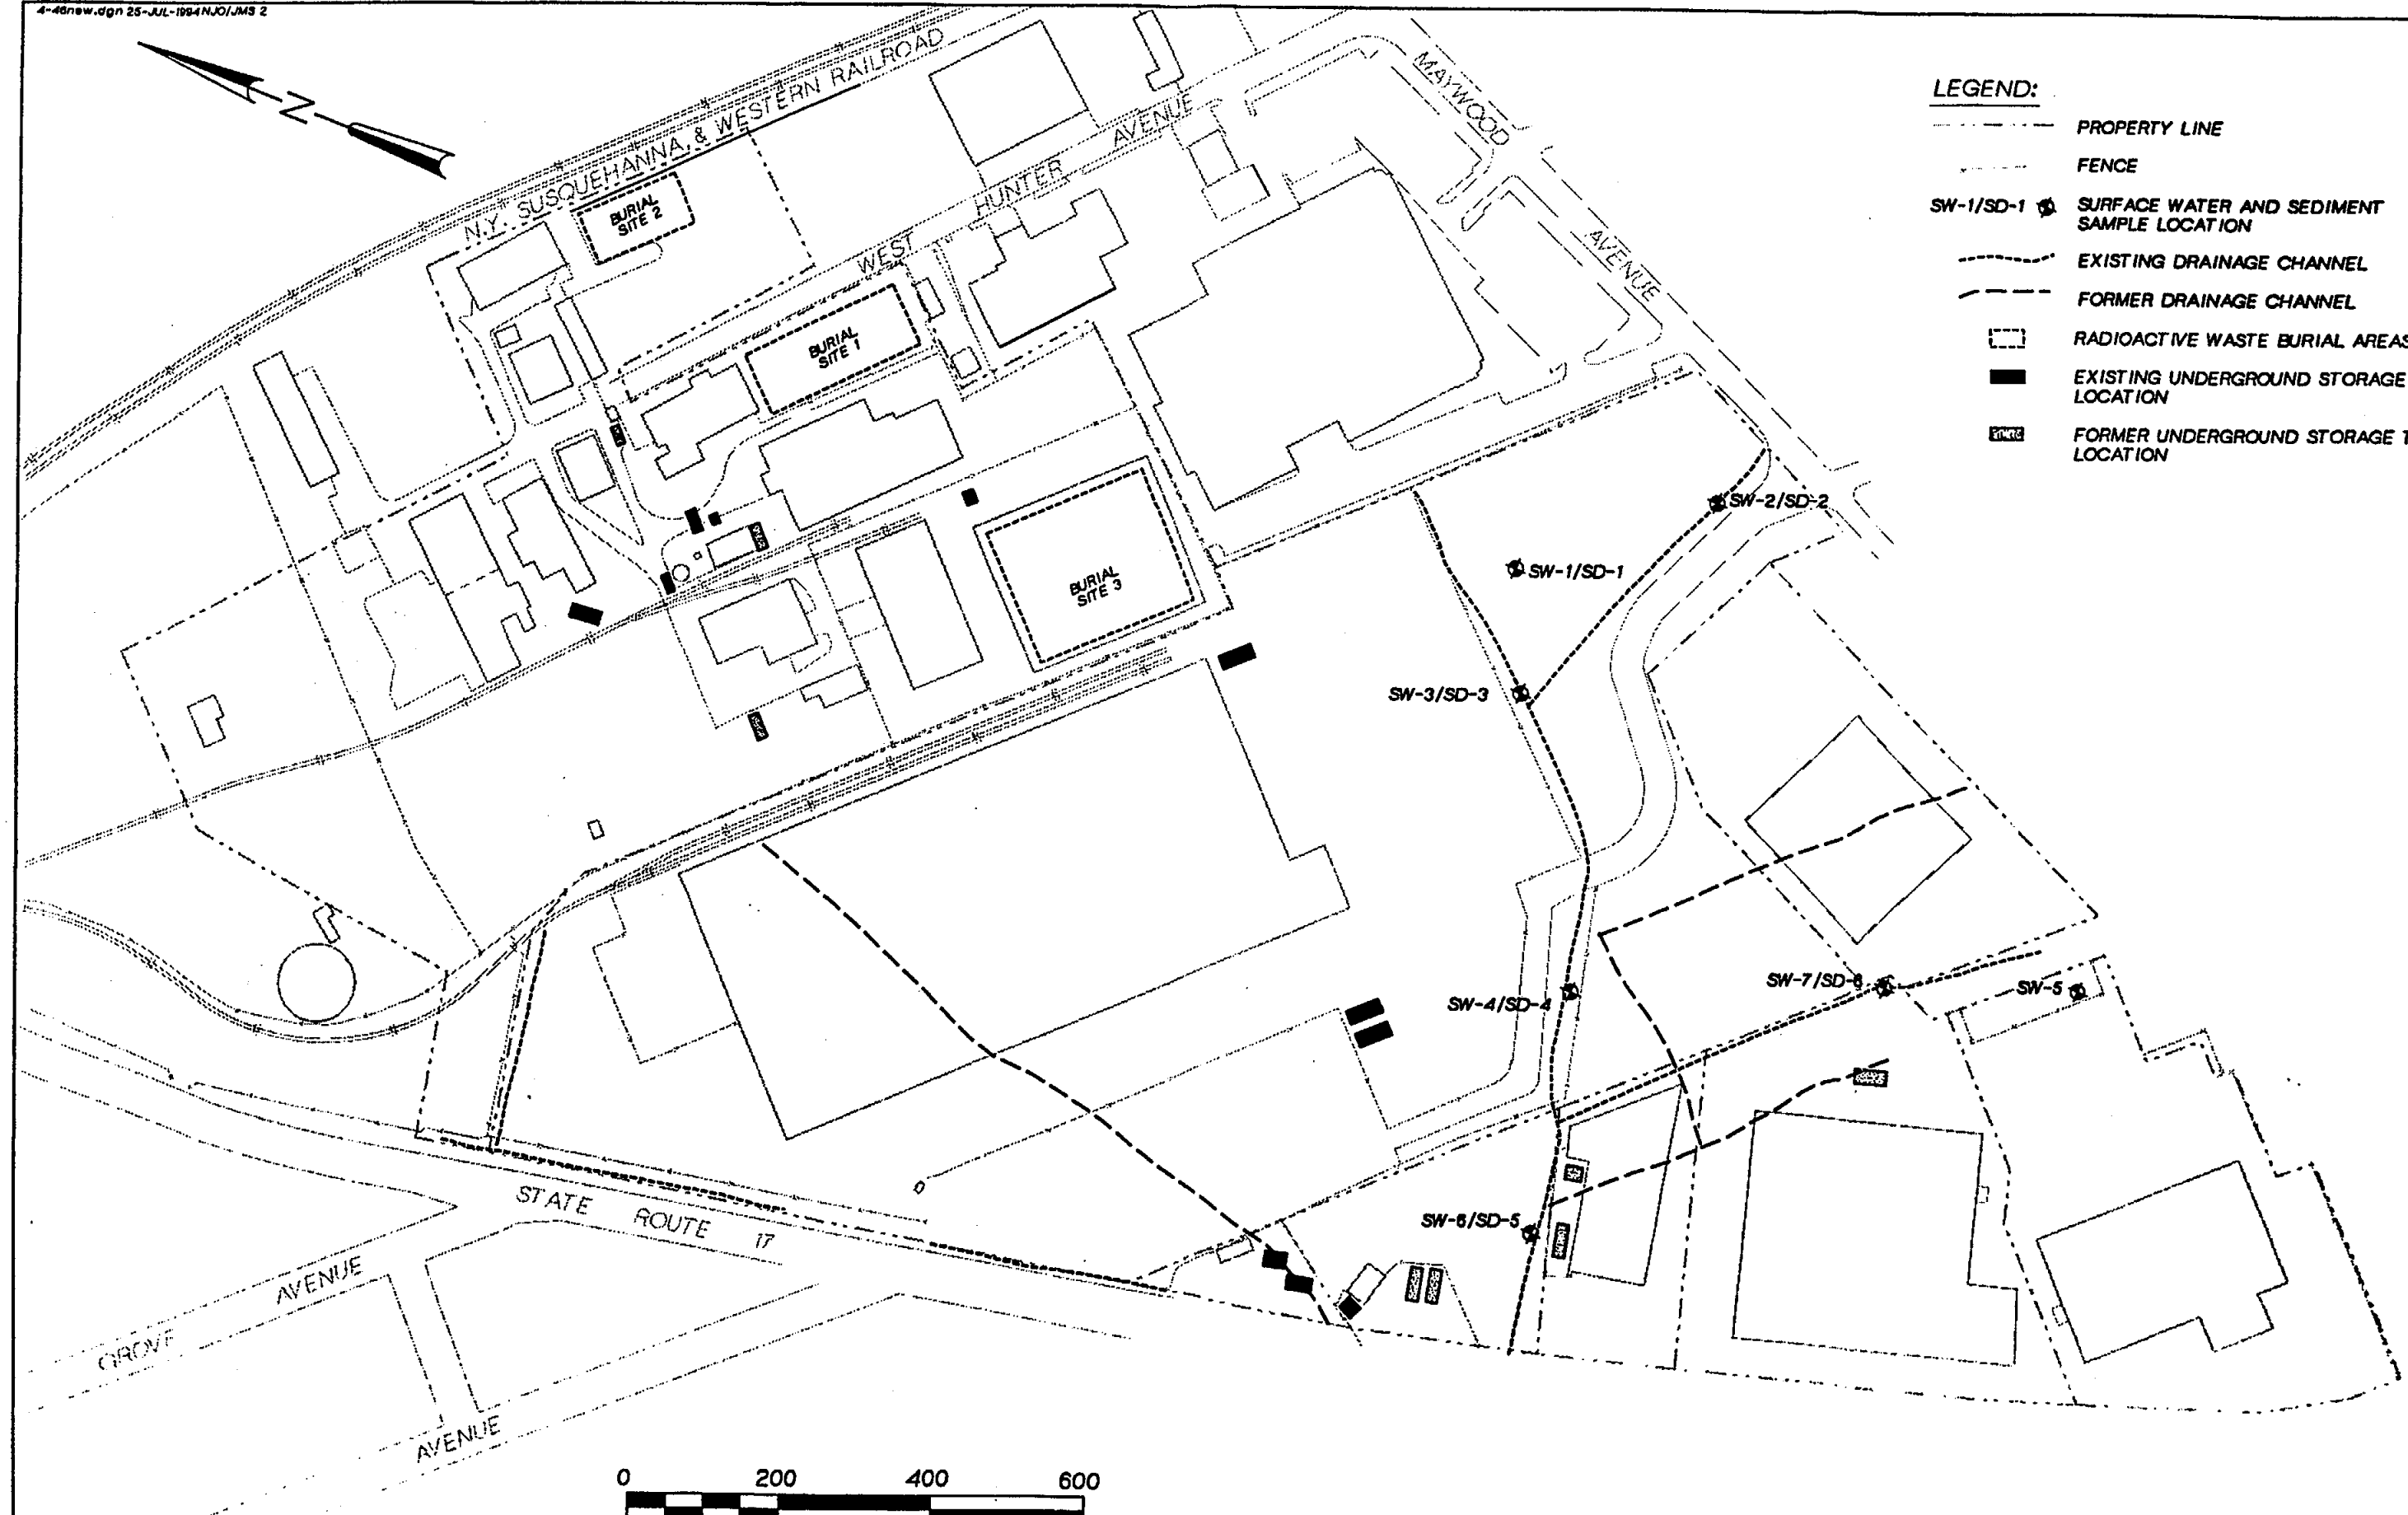 4-46new.dgn 25-JUL-1994 NJO/JMS 2
N
N.Y. SUSQUEHANNA, & WESTERN RAILROAD
WEST HUNTER AVENUE
MAYWOOD AVENUE
BURIAL
SITE 2
BURIAL
SITE 1
BURIAL
SITE 3
LEGEND:
PROPERTY LINE
FENCE
SW-1/SD-1 SURFACE WATER AND SEDIMENT
SAMPLE LOCATION
EXISTING DRAINAGE CHANNEL
FORMER DRAINAGE CHANNEL
RADIOACTIVE WASTE BURIAL AREAS
EXISTING UNDERGROUND STORAGE
LOCATION
FORMER UNDERGROUND STORAGE T
LOCATION
SW-2/SD-2
SW-1/SD-1
SW-3/SD-3
SW-4/SD-4
SW-7/SD-6
SW-5
SW-6/SD-5
STATE ROUTE 17
GROVE AVENUE
AVENUE
0 200 400 600